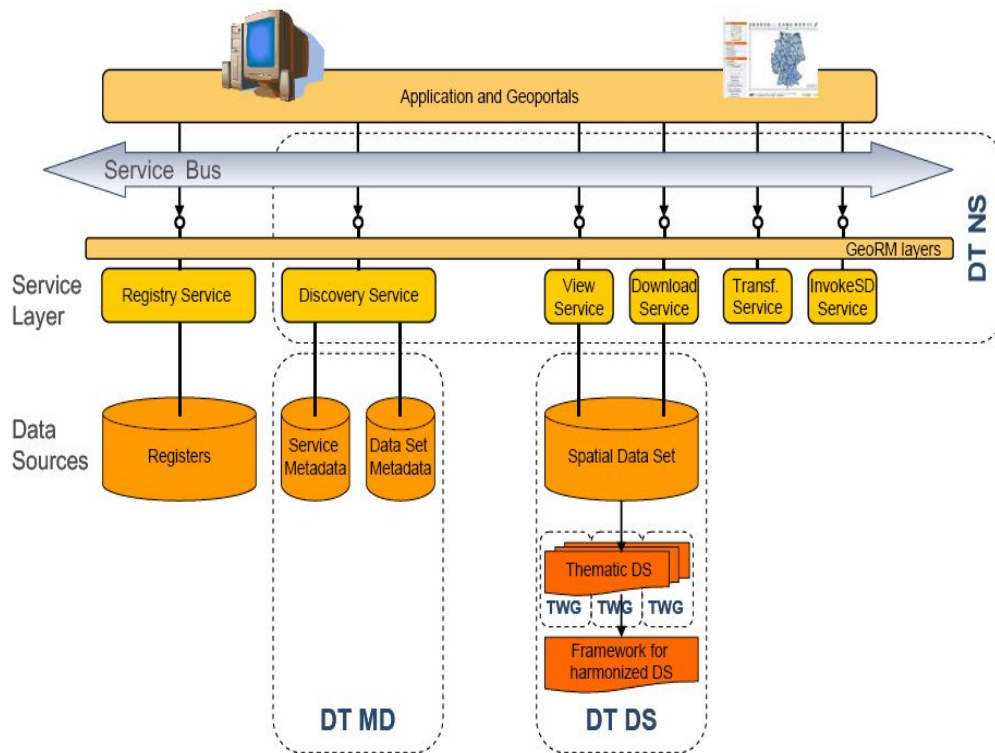 Application and Geoportals
Service Bus
DT NS
GeoRM layers
Service
Layer
Registry Service
Discovery Service
View
Service
Download
Service
Transf.
Service
InvokeSD
Service
Data
Sources
Registers
Service
Metadata
Data Set
Metadata
Spatial Data Set
Thematic DS
TWG
TWG
TWG
Framework for
harmonized DS
DT MD
DT DS